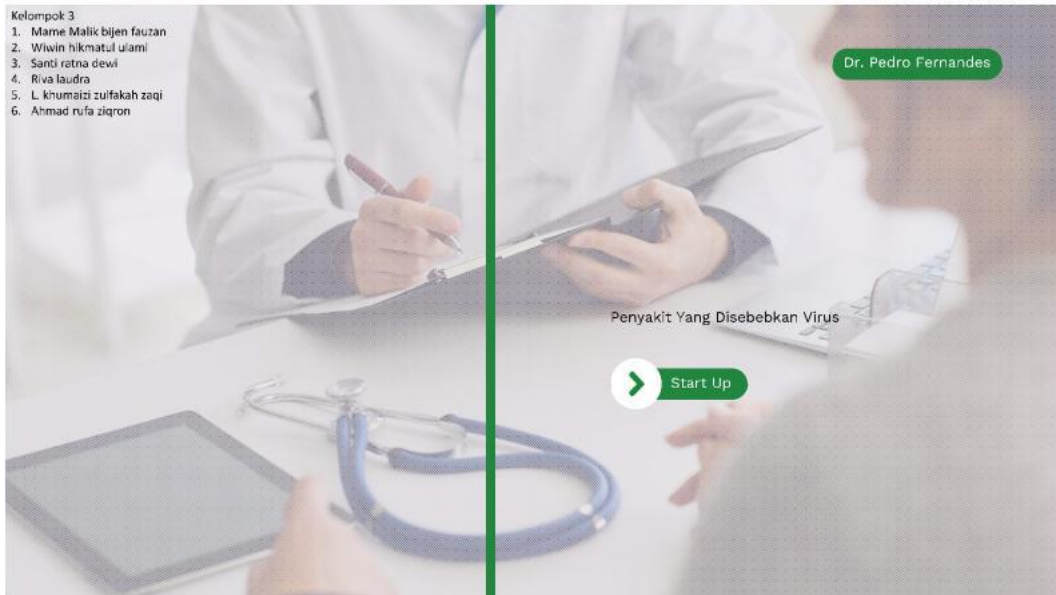 Kelompok 3
1. Mame Malik bijen fauzan
2. Wiwin hikmatul ulami
3. Santi ratna dewi
4. Riva laudra
5. L. khumaizi zulfakah zaqi
6. Ahmad rufa ziqron
Dr. Pedro Fernandes
Penyakit Yang Disebebkan Virus
Start Up